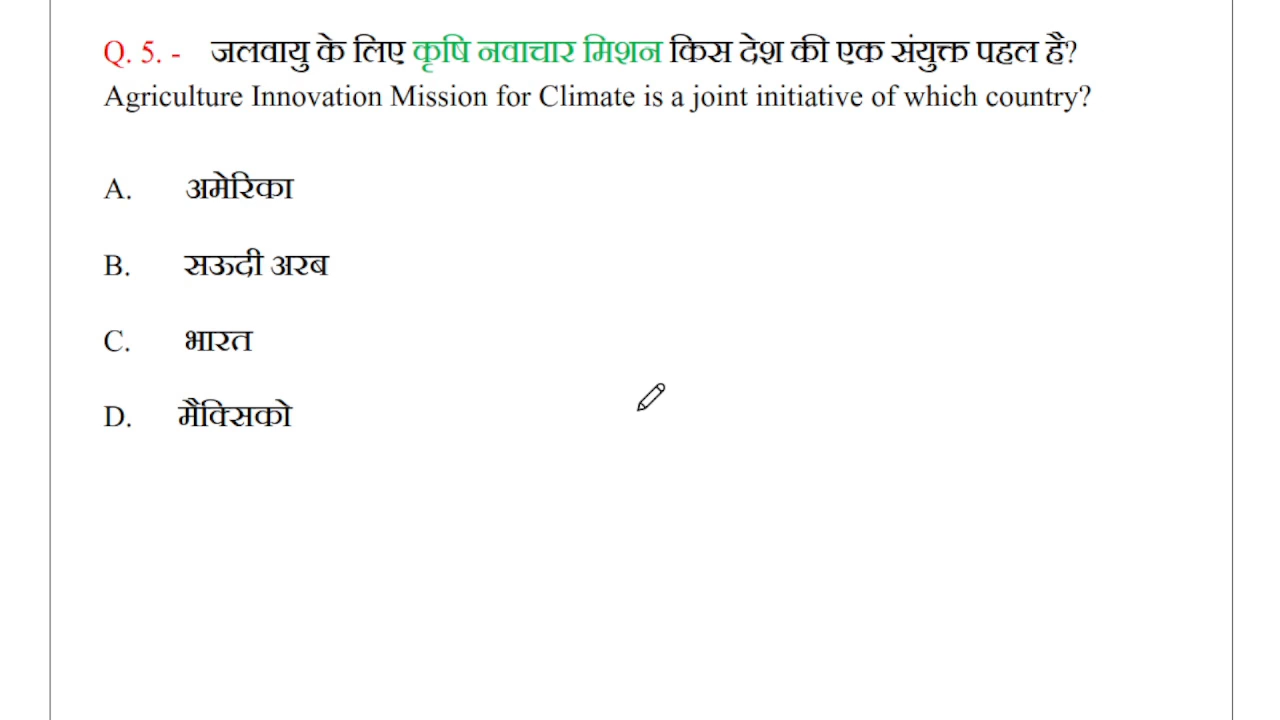 Q. 5. - जलवायु के लिए कृषि नवाचार मिशन किस देश की एक संयुक्त पहल है?
Agriculture Innovation Mission for Climate is a joint initiative of which country?
A. अमेरिका
B. सऊदी अरब
C. भारत
D. मैक्सिको